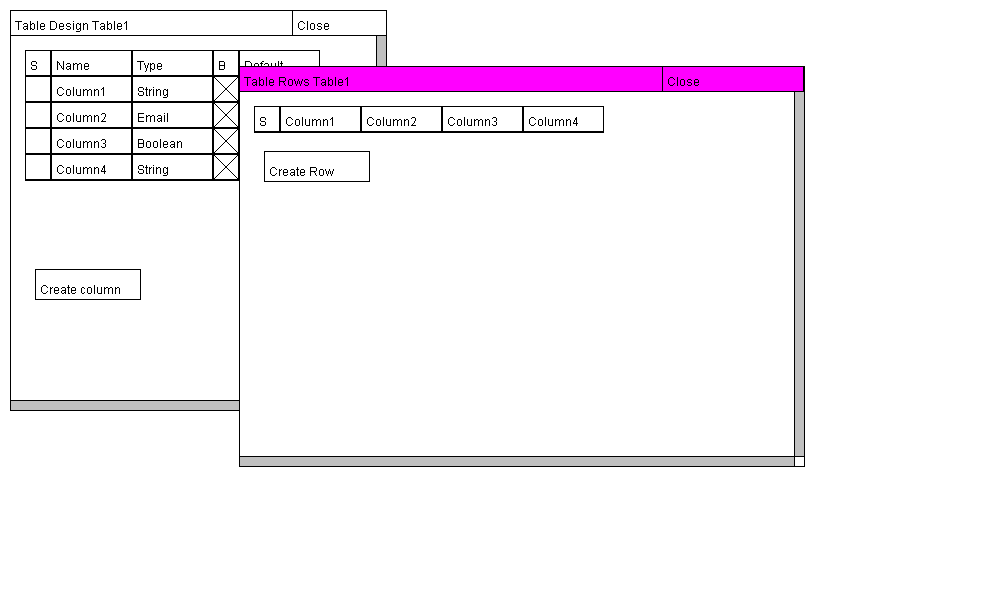 Table Design Table1 Close
S Name Type B Default
Column1 String
Column2 Email
Column3 Boolean
Column4 String
Create column
Table Rows Table1 Close
S Column1 Column2 Column3 Column4
Create Row